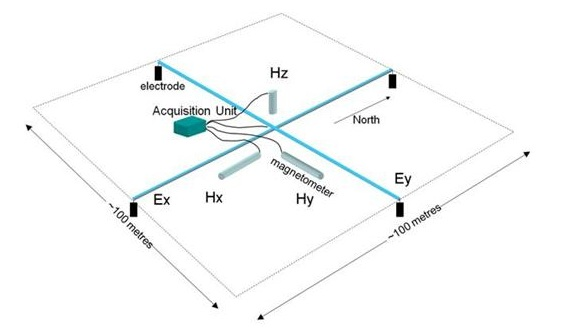 Hz
electrode
Acquisition Unit
North
magnetometer
Ex
Hx
Hy
Ey
~100 metres
~100 metres